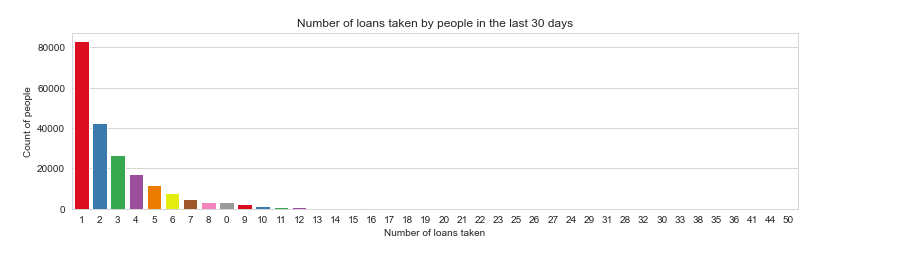 Number of loans taken by people in the last 30 days
Count of people
80000
60000
40000
20000
0
1 2 3 4 5 6 7 8 0 9 10 11 12 13 14 15 16 17 18 19 20 21 22 23 25 26 27 24 29 31 28 32 30 33 38 35 36 41 44 50
Number of loans taken